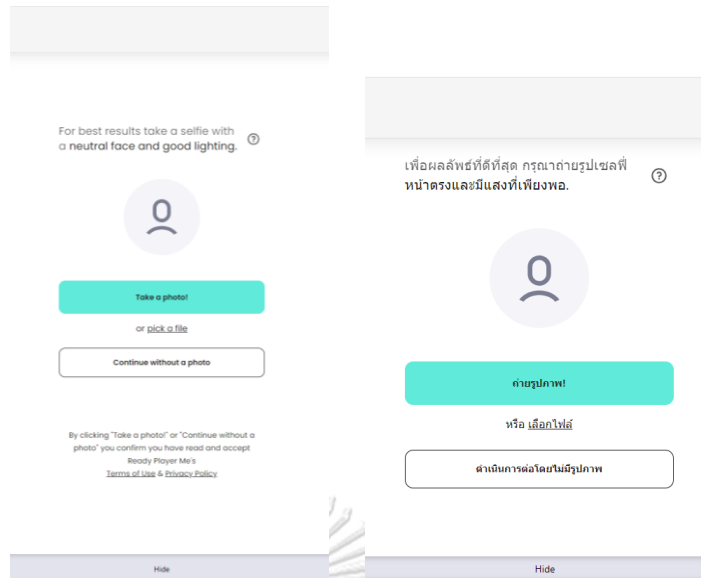 For best results take a selfie with
a neutral face and good lighting.
Take a photo!
or pick a file
Continue without a photo
By clicking "Take a photo!" or "Continue without a
photo" you confirm you have read and accept
Ready Player Me's
Terms of Use & Privacy Policy
Hide
เพื่อผลลัพธ์ที่ดีที่สุด กรุณาถ่ายรูปเซลฟี่
หน้าตรงและมีแสงที่เพียงพอ.
ถ่ายรูปภาพ!
หรือ เลือกไฟล์
ดำเนินการต่อโดยไม่มีรูปภาพ
Hide